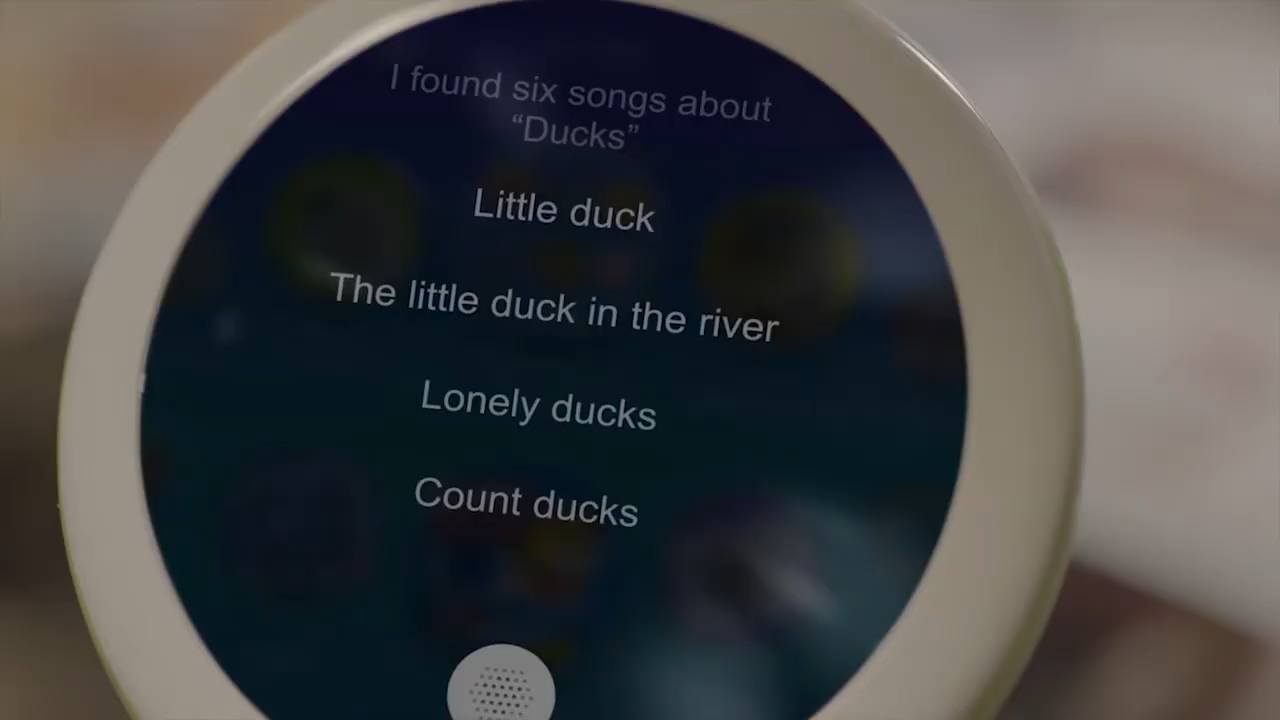 I found six songs about
“Ducks”
Little duck
The little duck in the river
Lonely ducks
Count ducks